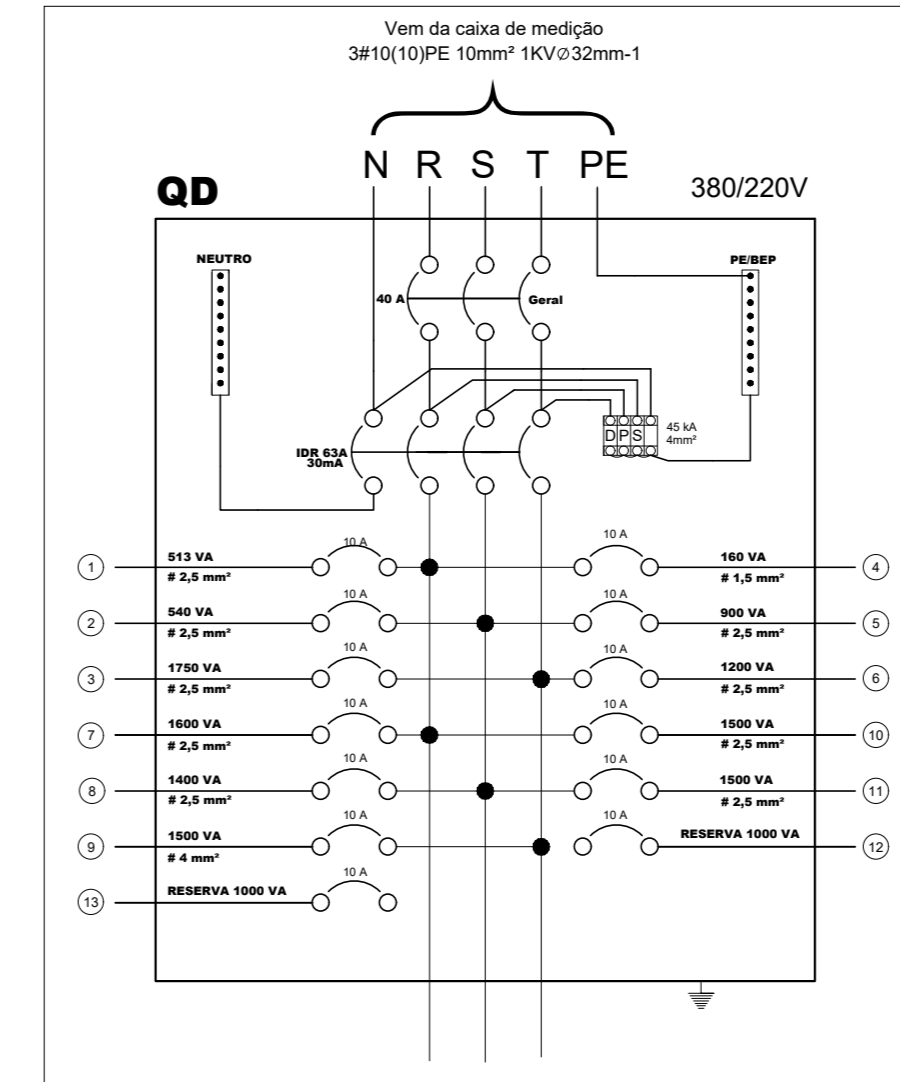 Vem da caixa de medição
3#10(10)PE 10mm² 1KV∅32mm-1
N R S T PE
QD
380/220V
NEUTRO
PE/BEP
40 A
Geral
IDR 63A
30mA
DPS
45 kA
4mm²
1
513 VA
# 2,5 mm²
10 A
10 A
160 VA
# 1,5 mm²
4
2
540 VA
# 2,5 mm²
10 A
10 A
900 VA
# 2,5 mm²
5
3
1750 VA
# 2,5 mm²
10 A
10 A
1200 VA
# 2,5 mm²
6
7
1600 VA
# 2,5 mm²
10 A
10 A
1500 VA
# 2,5 mm²
10
8
1400 VA
# 2,5 mm²
10 A
10 A
1500 VA
# 2,5 mm²
11
9
1500 VA
# 4 mm²
10 A
10 A
RESERVA 1000 VA
12
13
RESERVA 1000 VA
10 A